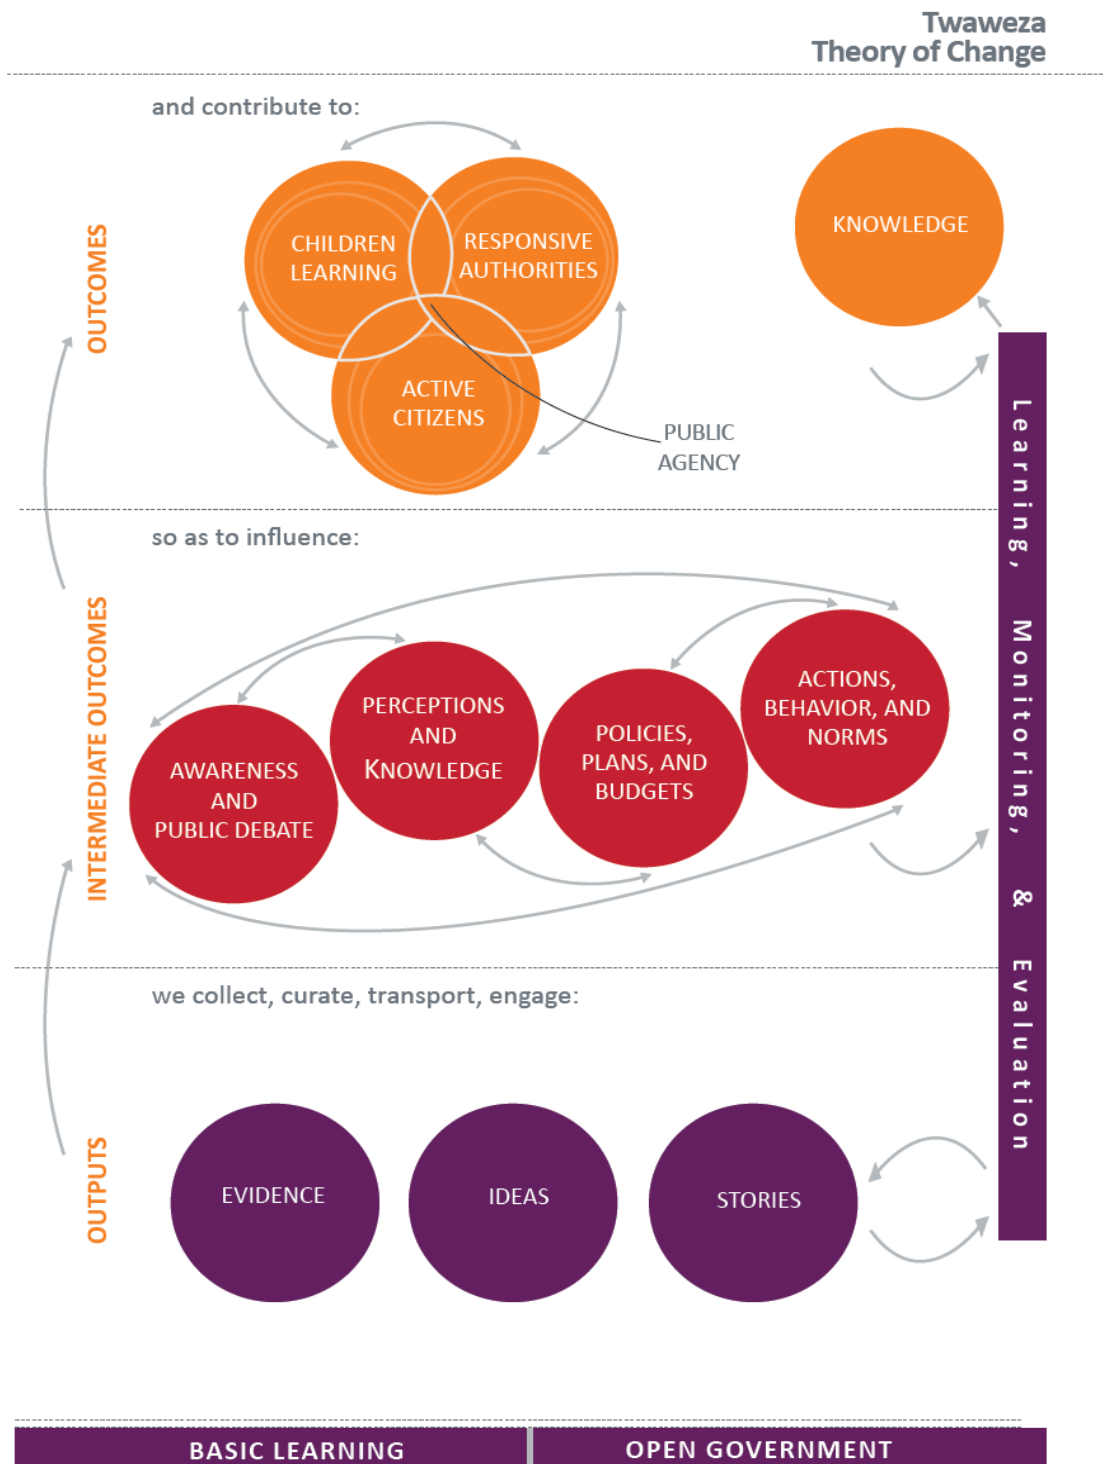 Twaweza
Theory of Change
and contribute to:
OUTCOMES
CHILDREN
LEARNING
RESPONSIVE
AUTHORITIES
ACTIVE
CITIZENS
PUBLIC
AGENCY
KNOWLEDGE
Learning, Monitoring, & Evaluation
so as to influence:
INTERMEDIATE OUTCOMES
AWARENESS
AND
PUBLIC DEBATE
PERCEPTIONS
AND
KNOWLEDGE
POLICIES,
PLANS, AND
BUDGETS
ACTIONS,
BEHAVIOR, AND
NORMS
we collect, curate, transport, engage:
OUTPUTS
EVIDENCE
IDEAS
STORIES
BASIC LEARNING
OPEN GOVERNMENT